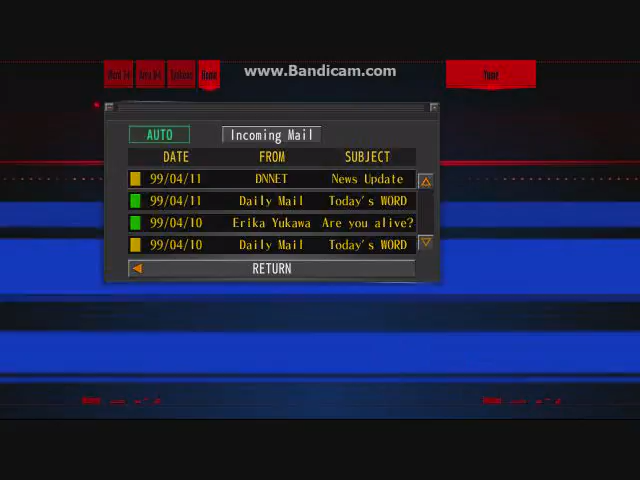 www.Bandicam.com
Home
AUTO
Incoming Mail
DATE FROM SUBJECT
99/04/11 DNNET News Update
99/04/11 Daily Mail Today's WORD
99/04/10 Erika Yukawa Are you alive?
99/04/10 Daily Mail Today's WORD
RETURN